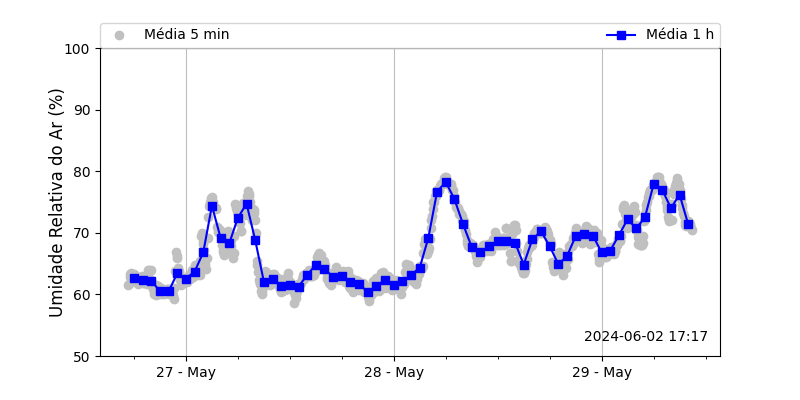 Média 5 min
Média 1 h
Umidade Relativa do Ar (%)
100
90
80
70
60
50
2024-06-02 17:17
27 - May
28 - May
29 - May